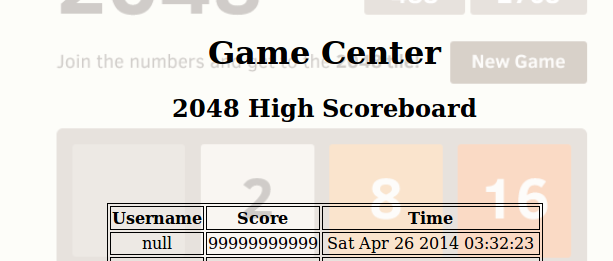 2048
Join the numbers and get to the 2048 tile!
New Game
Game Center
2048 High Scoreboard
2
8
16
Username Score Time
null 99999999999 Sat Apr 26 2014 03:32:23